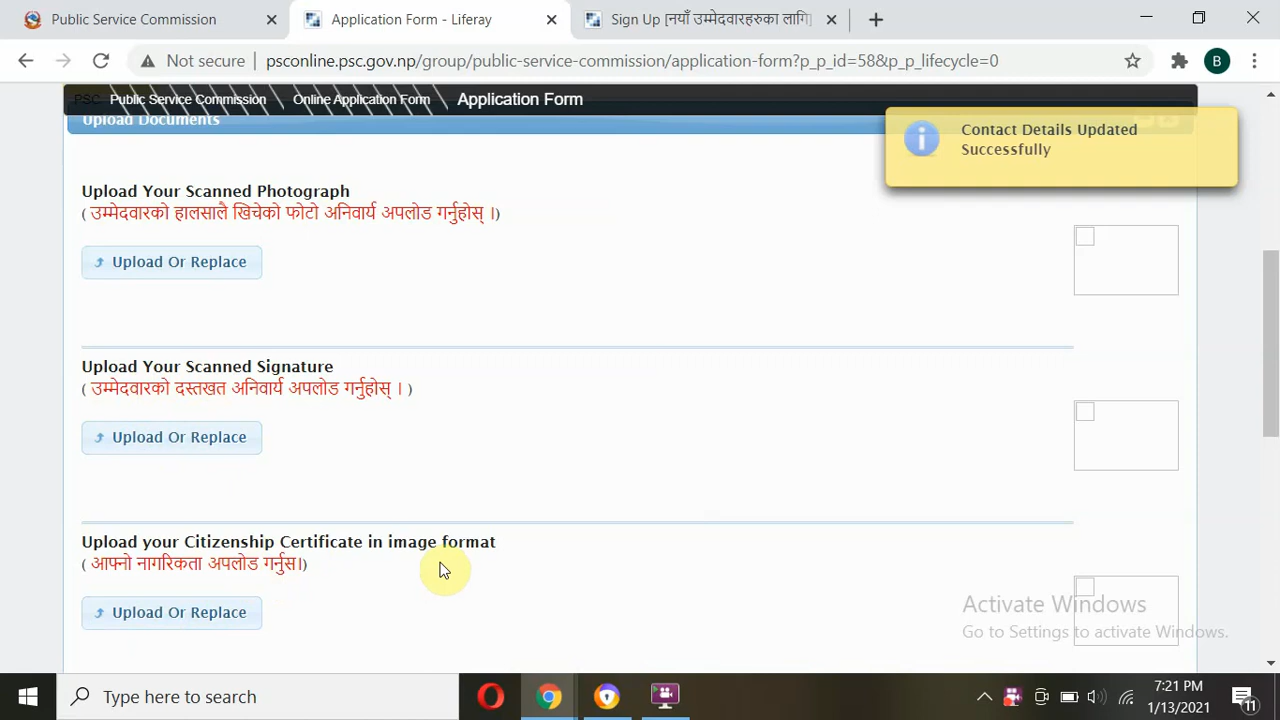 Public Service Commission
Application Form - Liferay
Sign Up [नयाँ उम्मेदवारहरुका लागि]
Not secure
psconline.psc.gov.np/group/public-service-commission/application-form?p_p_id=58&p_p_lifecycle=0
B
PSC:
Public Service Commission
Online Application Form
Application Form
Upload Documents
Contact Details Updated
Successfully
Upload Your Scanned Photograph
( उम्मेदवारको हालसालै खिचेको फोटो अनिवार्य अपलोड गर्नुहोस् ।)
Upload Or Replace
Upload Your Scanned Signature
( उम्मेदवारको दस्तखत अनिवार्य अपलोड गर्नुहोस् । )
Upload Or Replace
Upload your Citizenship Certificate in image format
( आफ्नो नागरिकता अपलोड गर्नुस।)
Upload Or Replace
Activate Windows
Go to Settings to activate Windows.
Type here to search
7:21 PM
1/13/2021
11